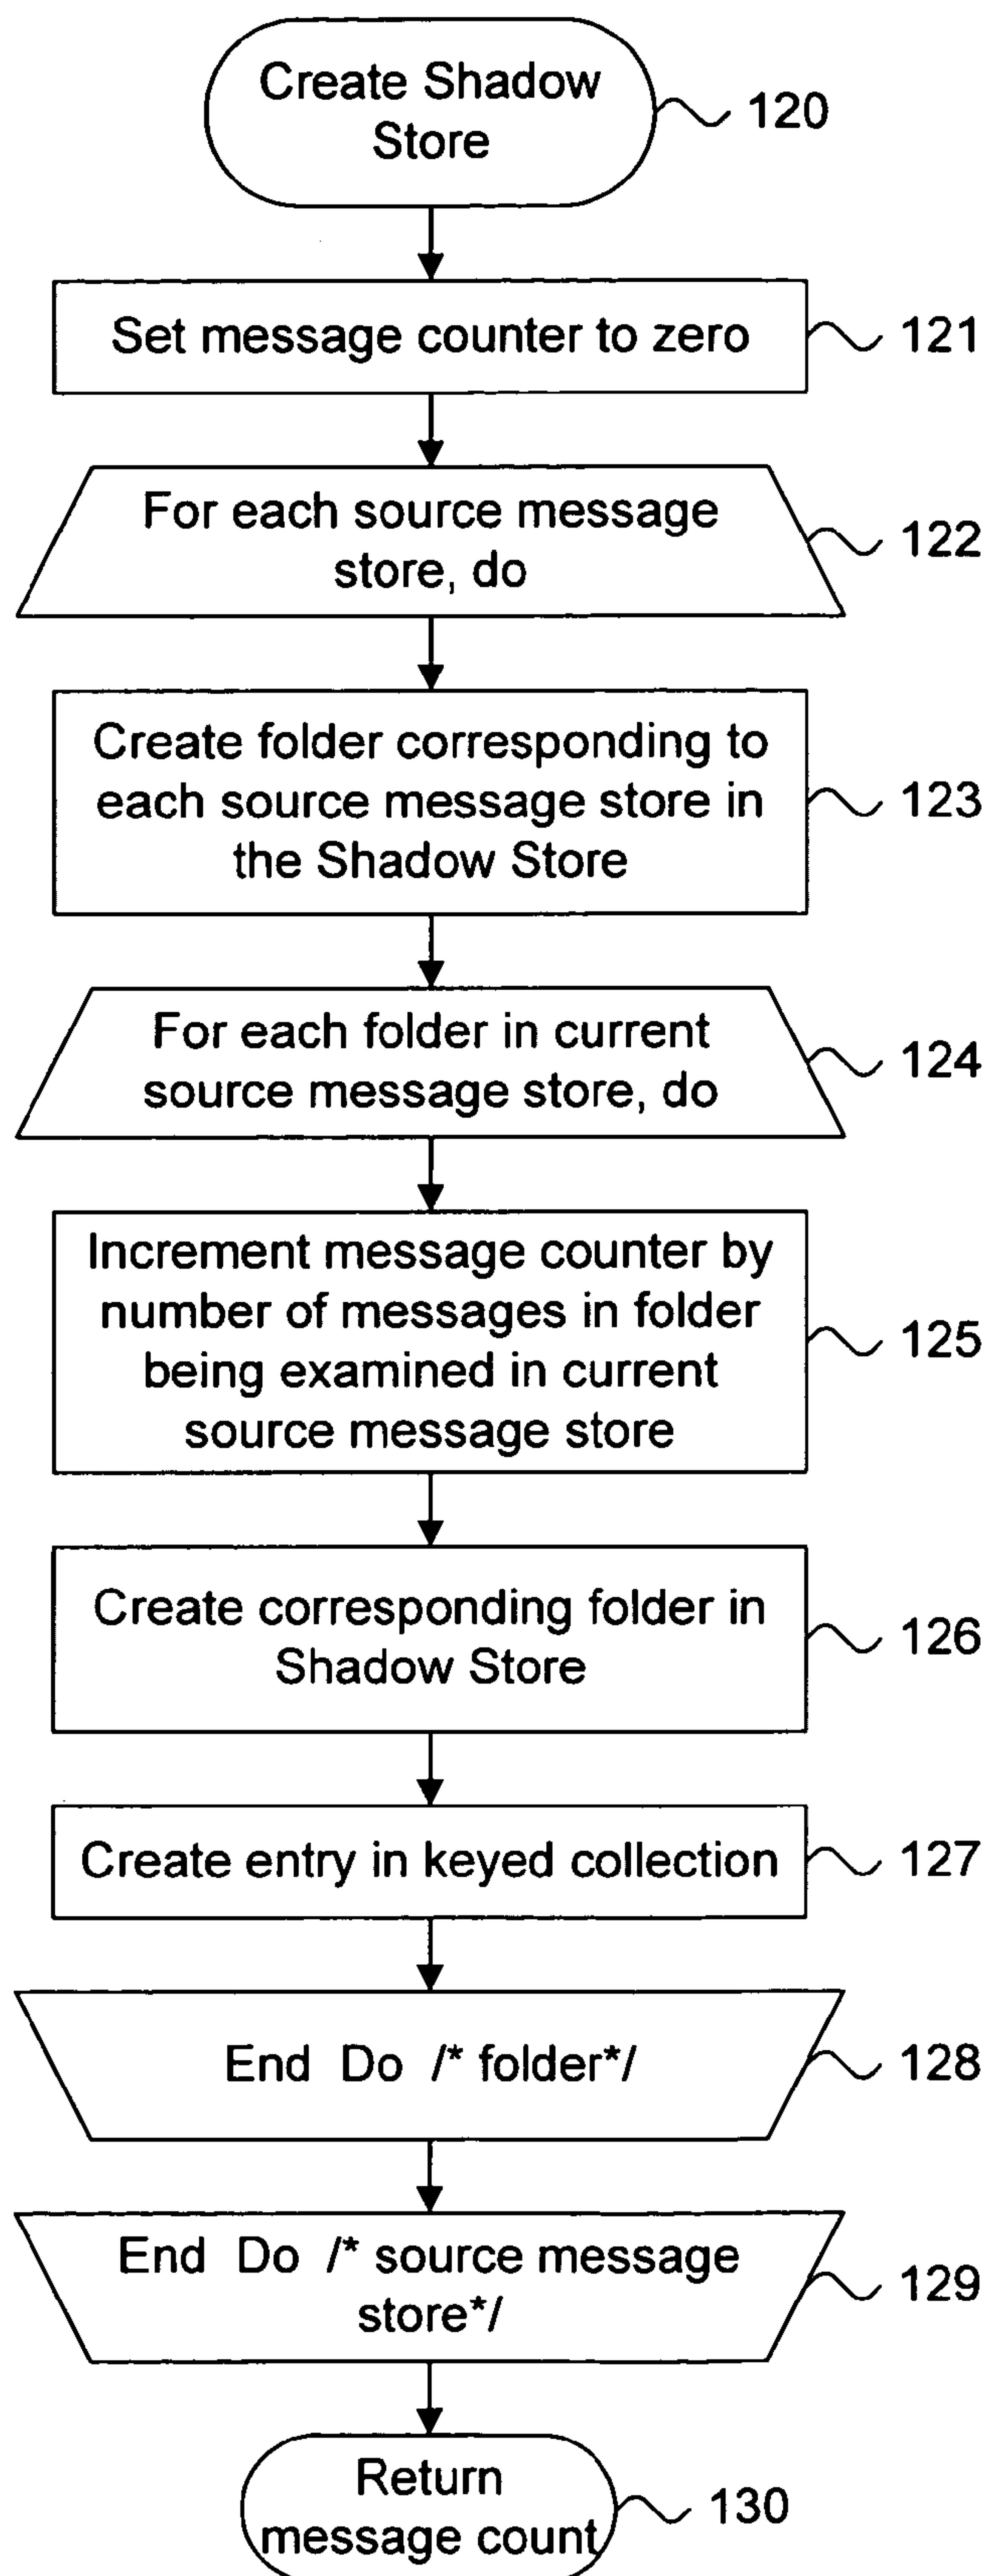 Create Shadow
Store
120
Set message counter to zero
121
For each source message
store, do
122
Create folder corresponding to
each source message store in
the Shadow Store
123
For each folder in current
source message store, do
124
Increment message counter by
number of messages in folder
being examined in current
source message store
125
Create corresponding folder in
Shadow Store
126
Create entry in keyed collection
127
End Do /* folder*/
128
End Do /* source message
store*/
129
Return
message count
130